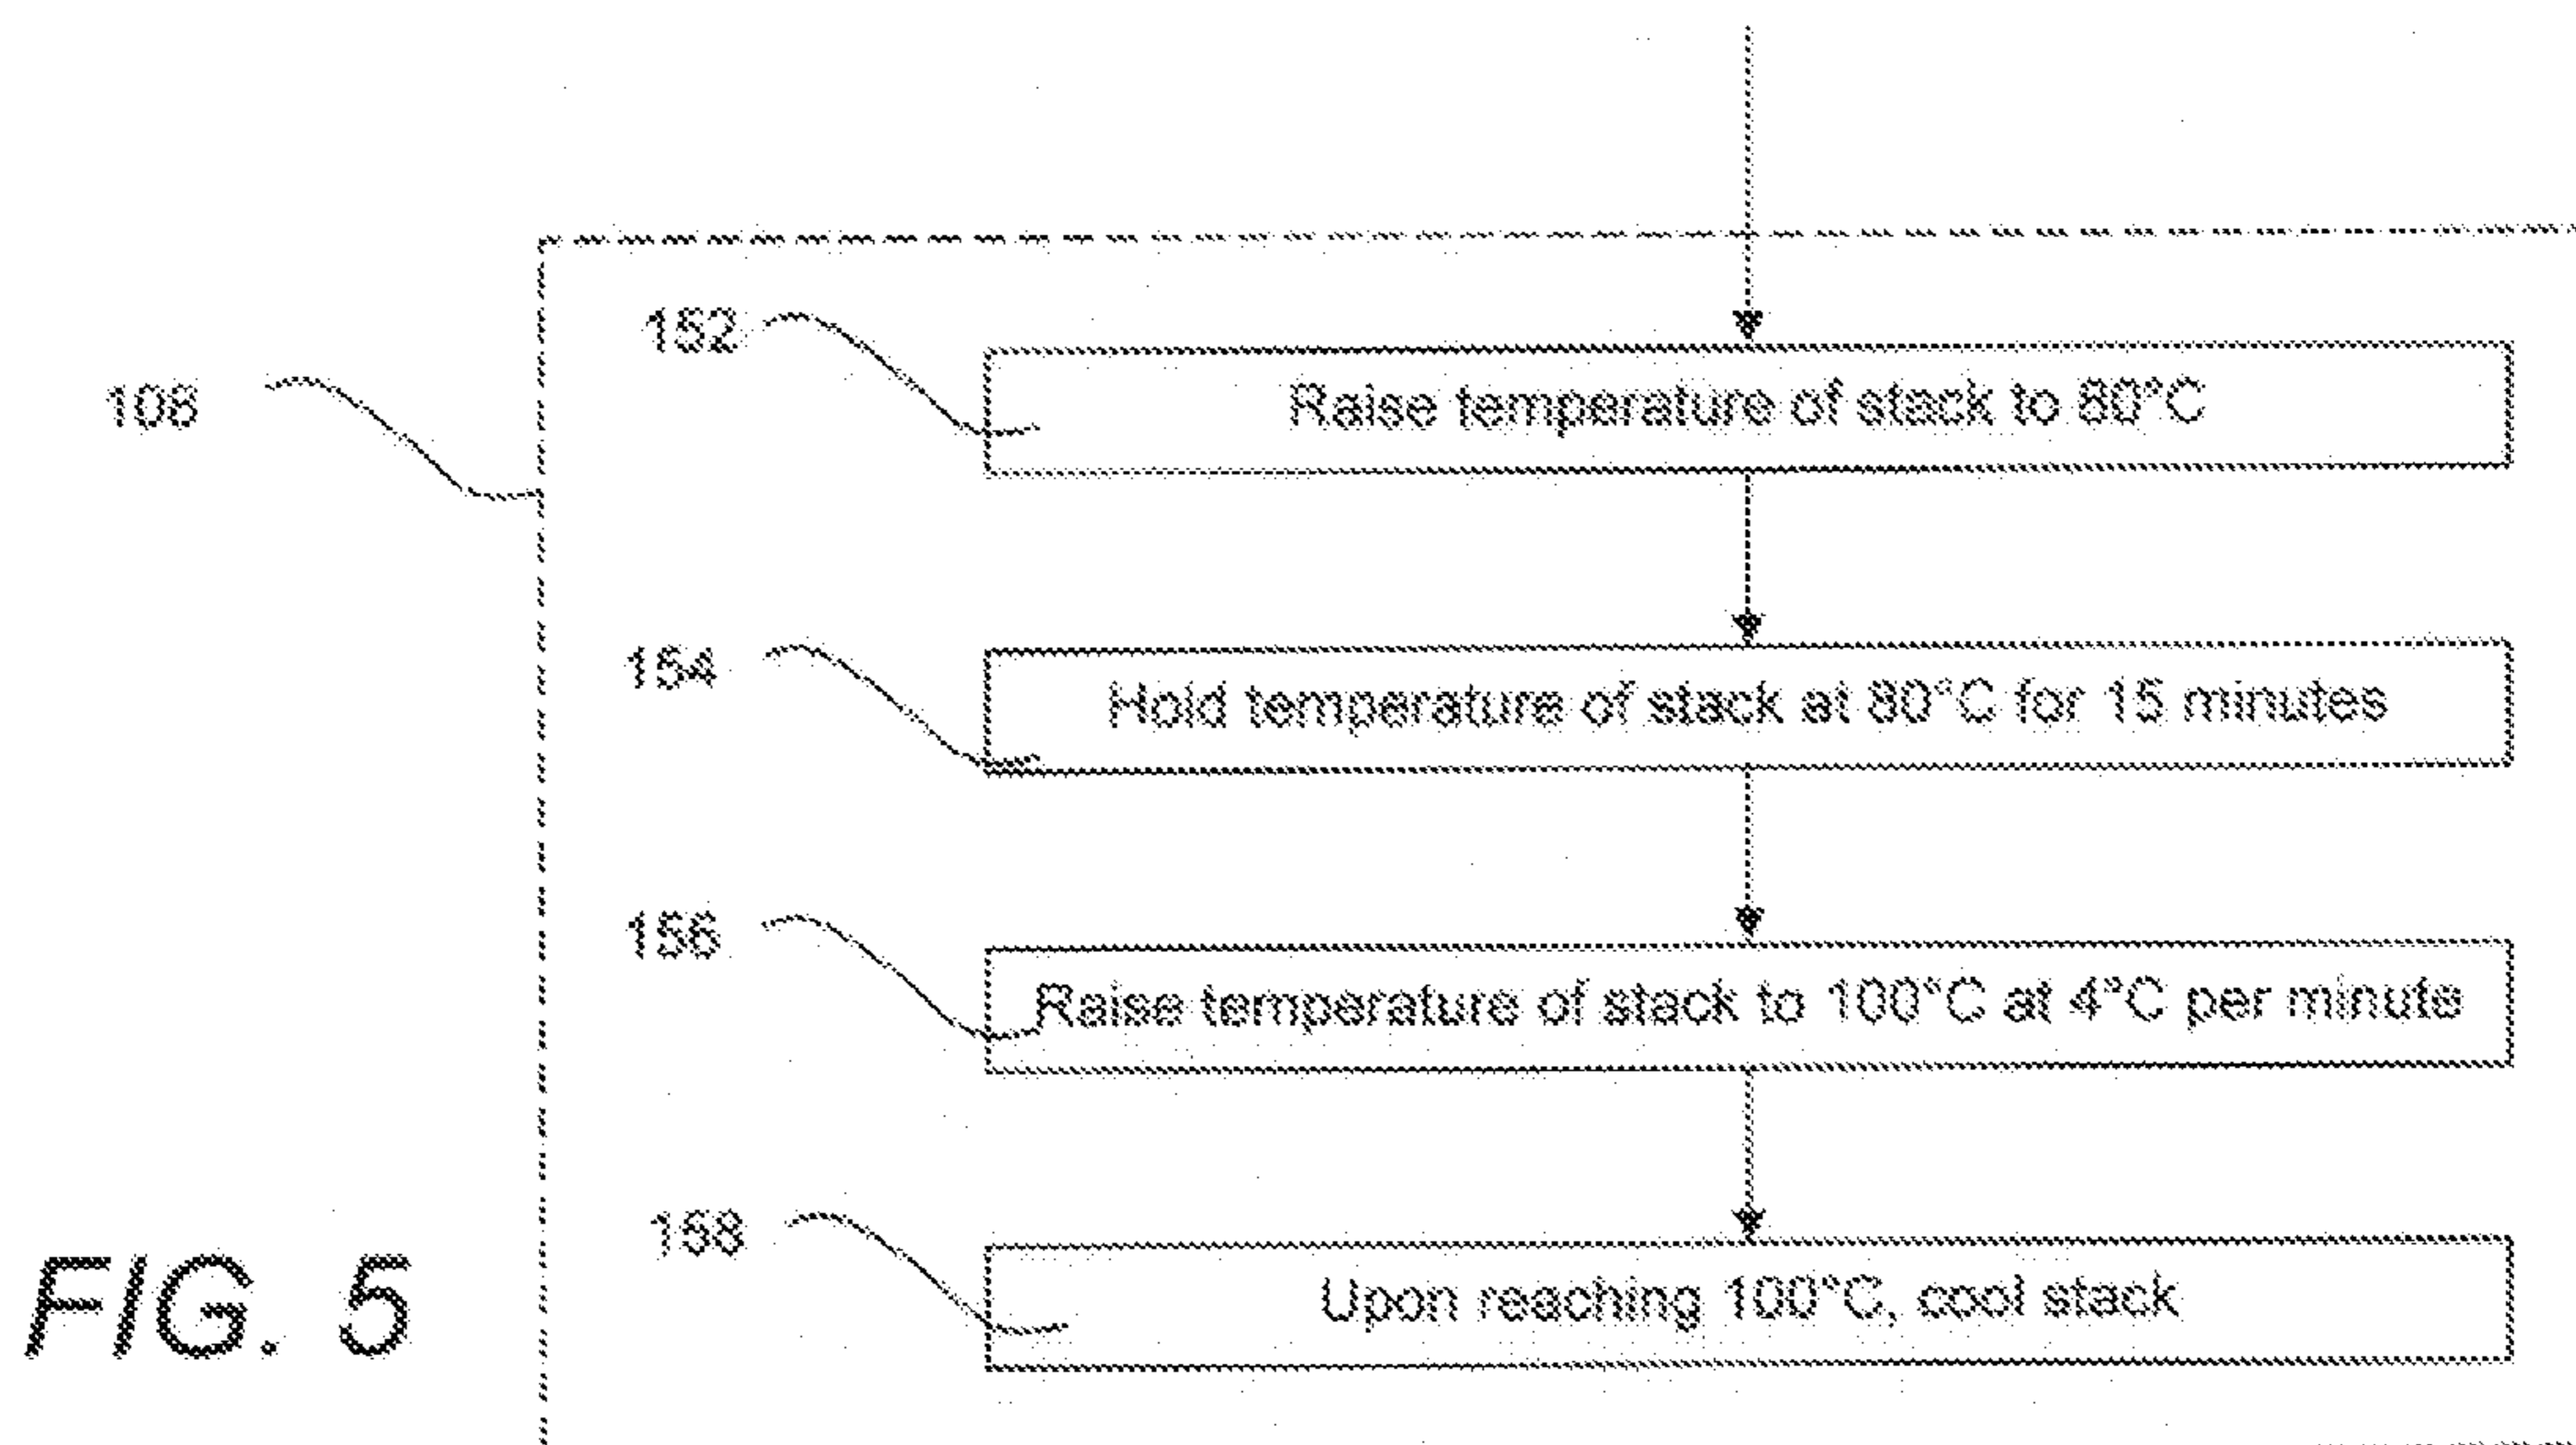 152
108
Raise temperature of stack to 80°C
154
Hold temperature of stack at 80°C for 15 minutes
156
Raise temperature of stack to 100°C at 4°C per minute
158
Upon reaching 100°C, cool stack
FIG. 5